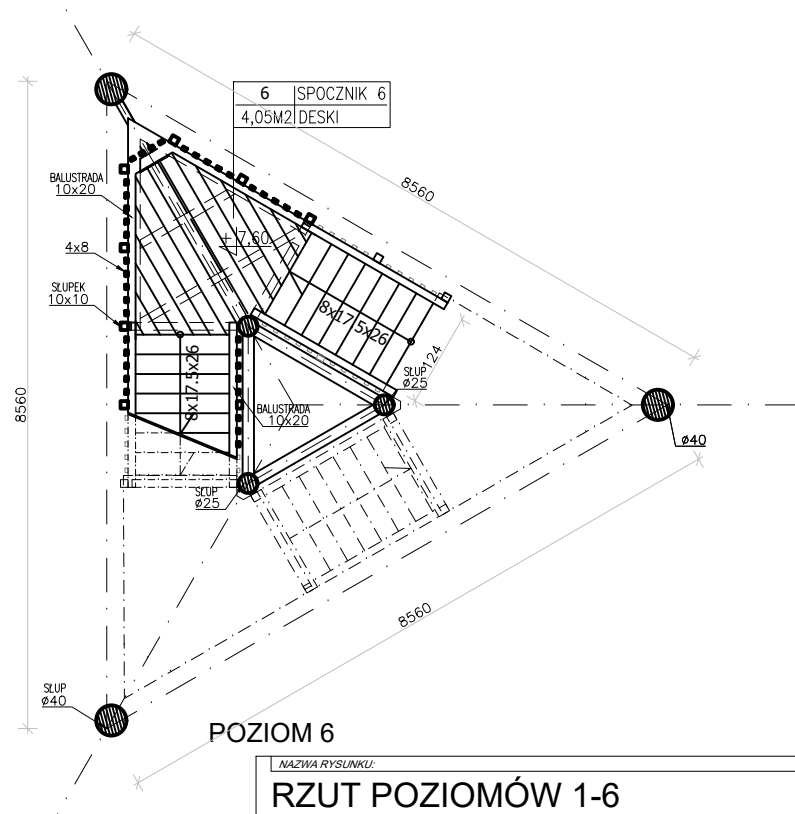 6 SPOCZNIK 6
4,05M2 DESKI
8560
BALUSTRADA
10x20
+ 7,60
4x8
SŁUPEK
10x10
8x17.5x26
8x17.5x26
124
SŁUP
ø25
8560
BALUSTRADA
10x20
ø40
SŁUP
ø25
8560
SŁUP
ø40
POZIOM 6
NAZWA RYSUNKU:
RZUT POZIOMÓW 1-6